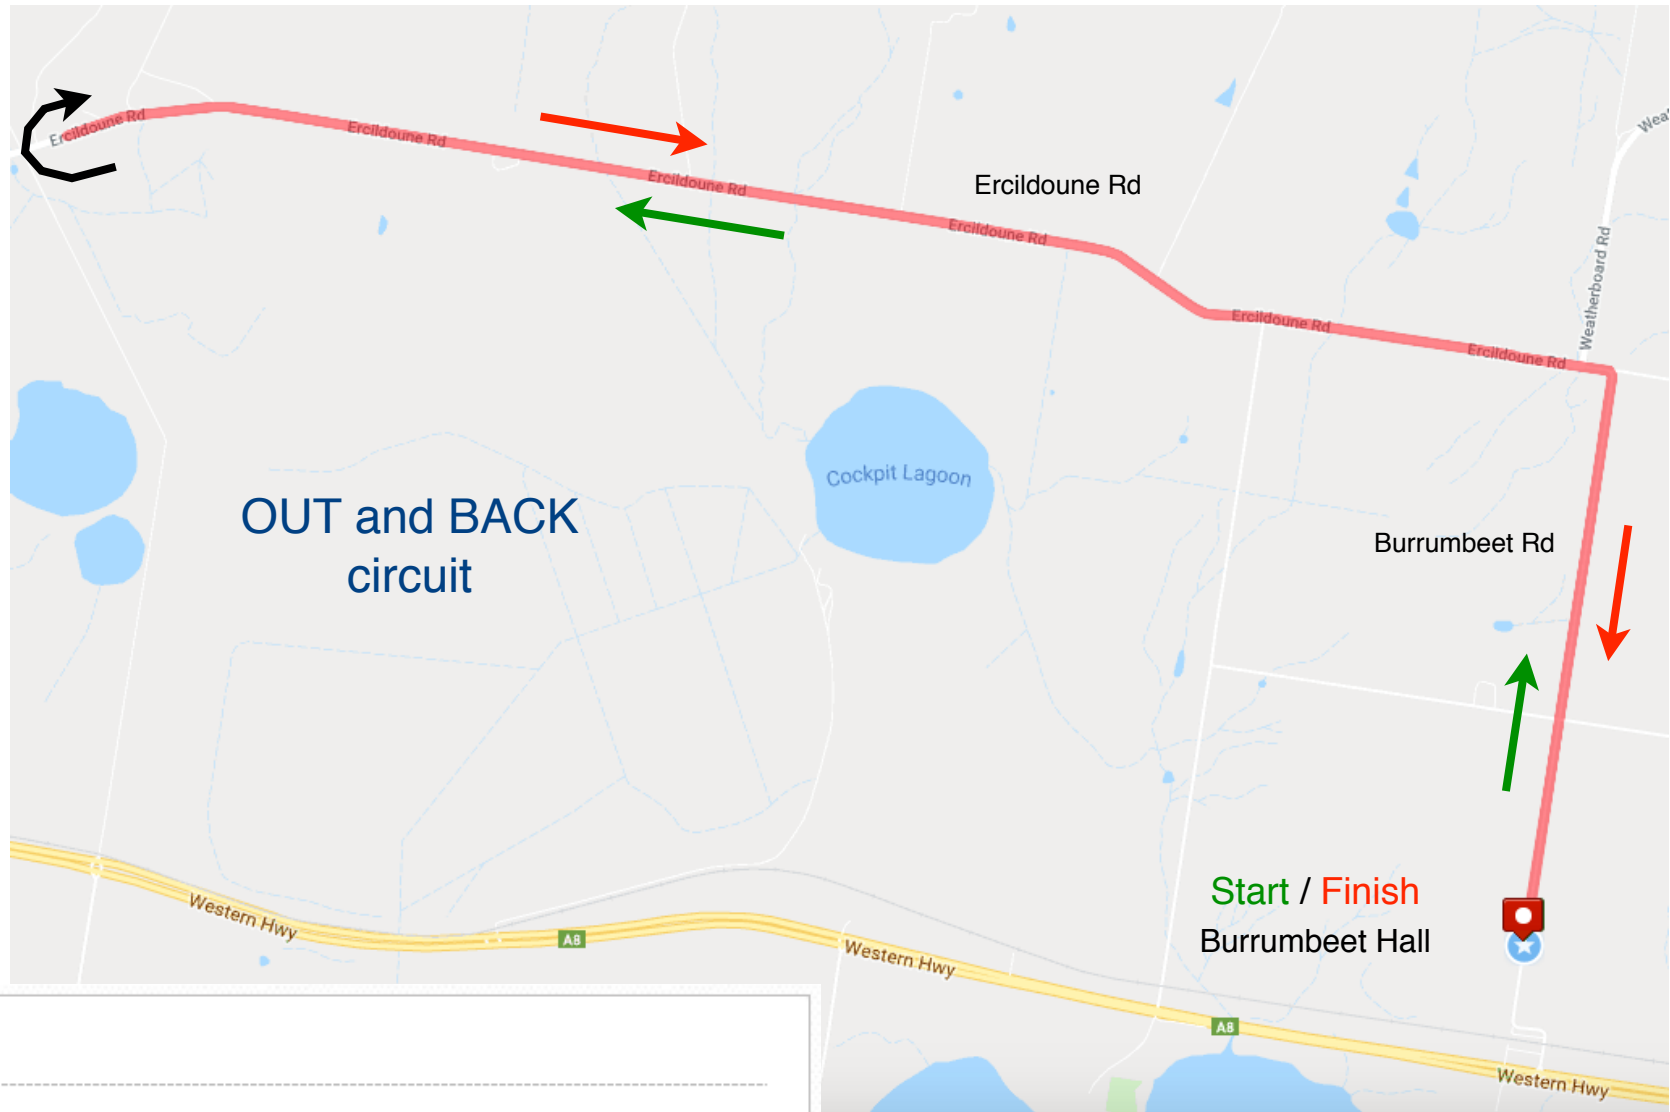 Ercildoune Rd
Ercildoune Rd
Ercildoune Rd
Ercildoune Rd
Ercildoune Rd
Ercildoune Rd
Ercildoune Rd
Weatherboard Rd
Cockpit Lagoon
OUT and BACK
circuit
Burrumbeet Rd
Start / Finish
Burrumbeet Hall
Western Hwy
A8
Western Hwy
A8
Western Hwy